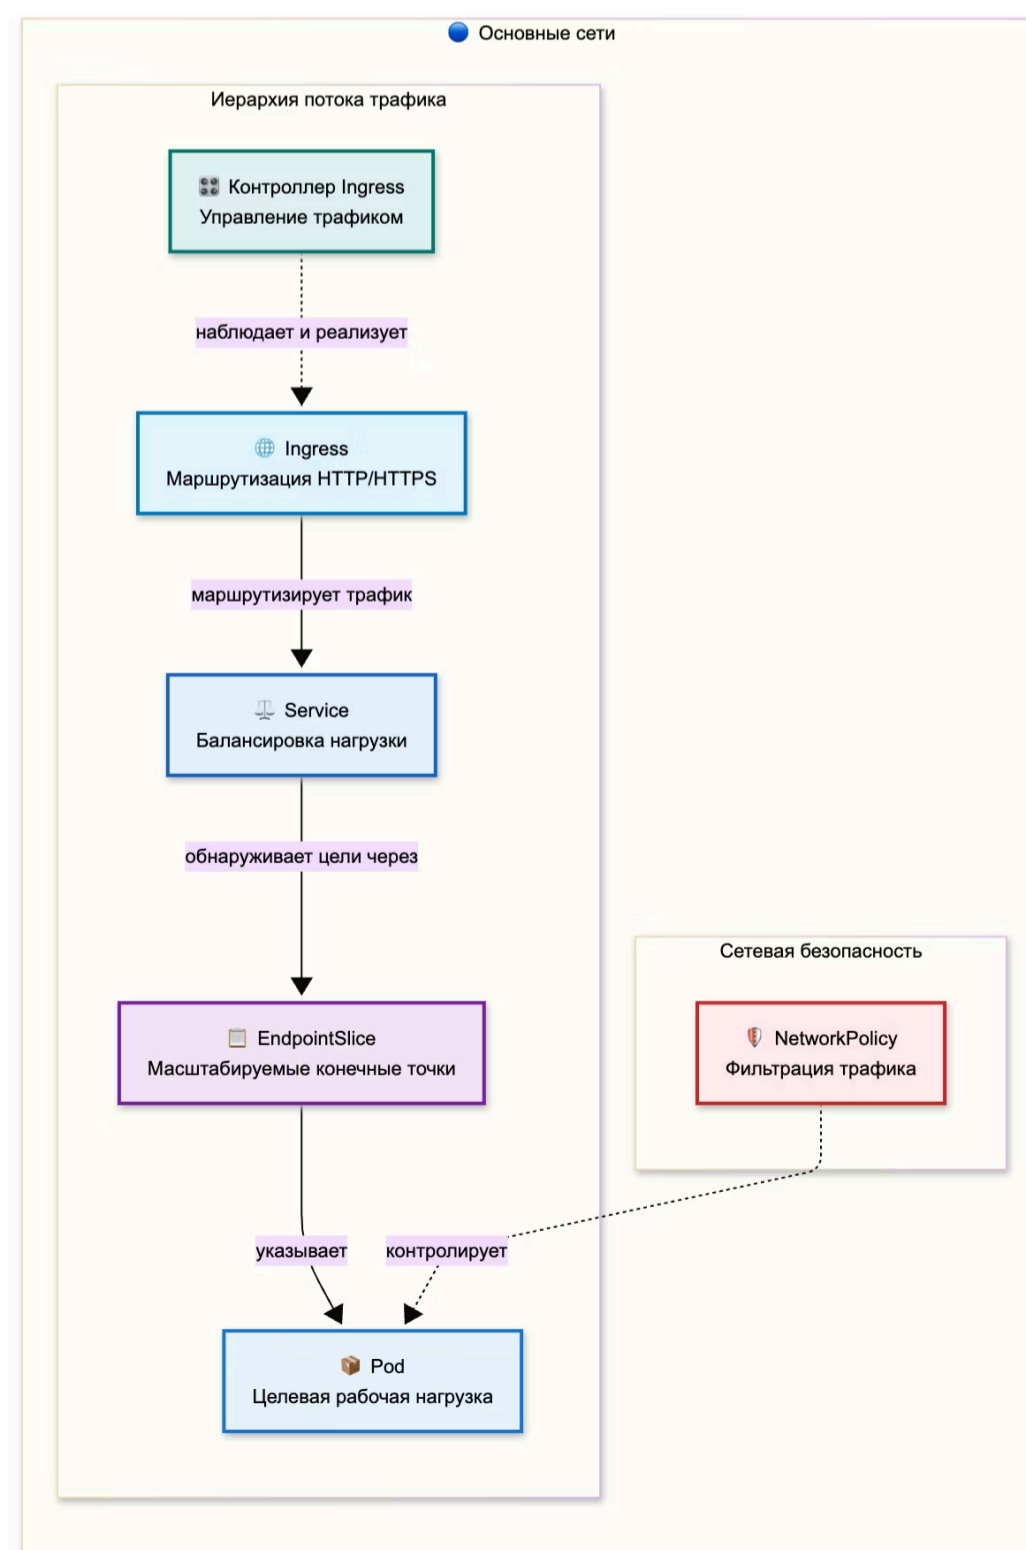 Основные сети
Иерархия потока трафика
Контроллер Ingress
Управление трафиком
наблюдает и реализует
Ingress
Маршрутизация HTTP/HTTPS
маршрутизирует трафик
Service
Балансировка нагрузки
обнаруживает цели через
Сетевая безопасность
EndpointSlice
Масштабируемые конечные точки
NetworkPolicy
Фильтрация трафика
указывает
контролирует
Pod
Целевая рабочая нагрузка